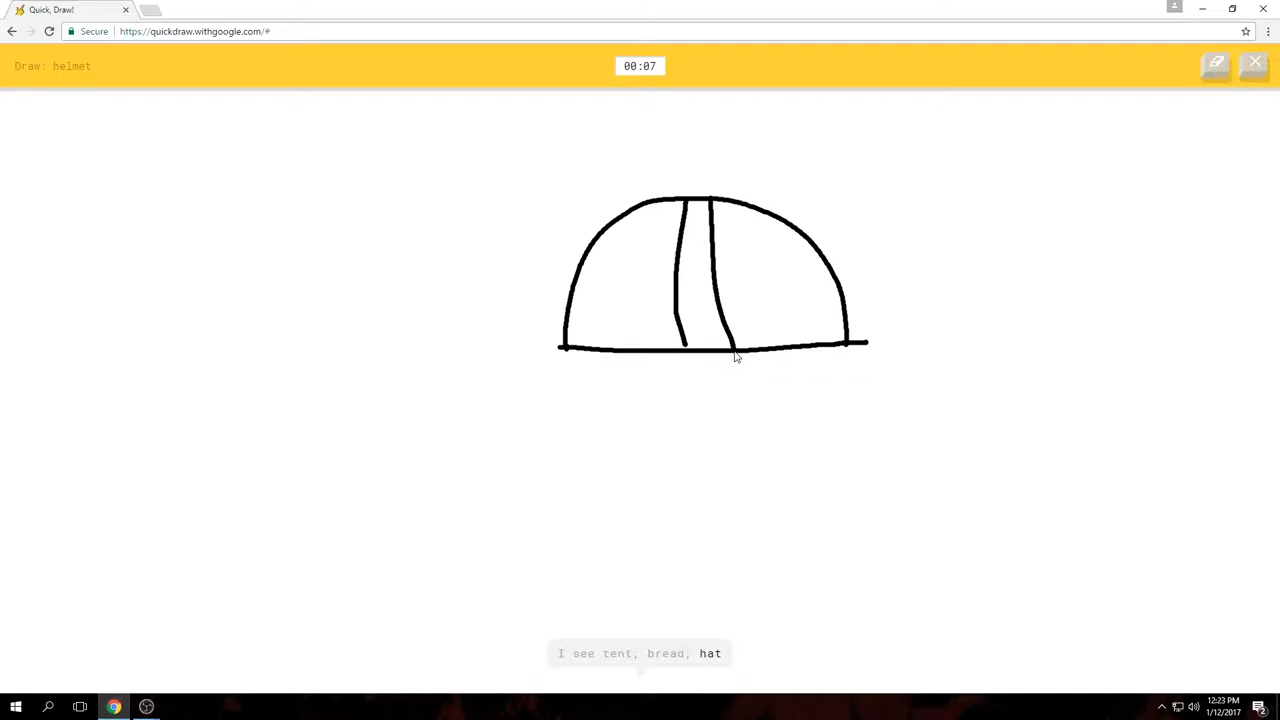 Quick, Draw!
Secure https://quickdraw.withgoogle.com/#
Draw: helmet
00:07
I see tent, bread, hat
12:23 PM
1/12/2017
2